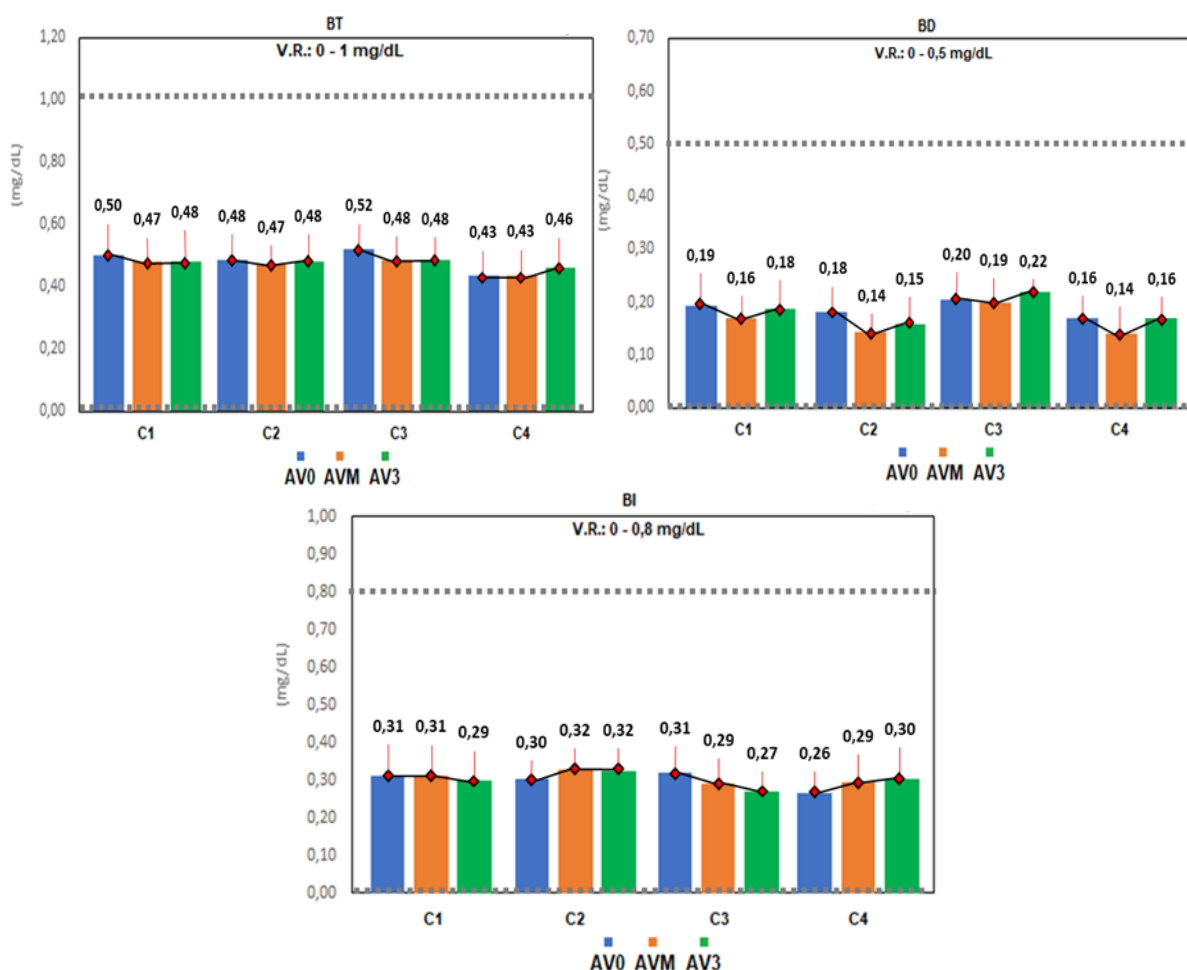 BT
V.R.: 0 - 1 mg/dL
1,20
1,00
0,80
0,60
0,40
0,20
0,00
(mg/dL)
0,50 0,47 0,48 0,48 0,47 0,48 0,52 0,48 0,48 0,43 0,43 0,46
C1 C2 C3 C4
AV0 AVM AV3
BD
V.R.: 0 - 0,5 mg/dL
0,70
0,60
0,50
0,40
0,30
0,20
0,10
0,00
(mg/dL)
0,19 0,16 0,18 0,18 0,14 0,15 0,20 0,19 0,22 0,16 0,14 0,16
C1 C2 C3 C4
AV0 AVM AV3
BI
V.R.: 0 - 0,8 mg/dL
1,00
0,90
0,80
0,70
0,60
0,50
0,40
0,30
0,20
0,10
0,00
(mg/dL)
0,31 0,31 0,29 0,30 0,32 0,32 0,31 0,29 0,27 0,26 0,29 0,30
C1 C2 C3 C4
AV0 AVM AV3